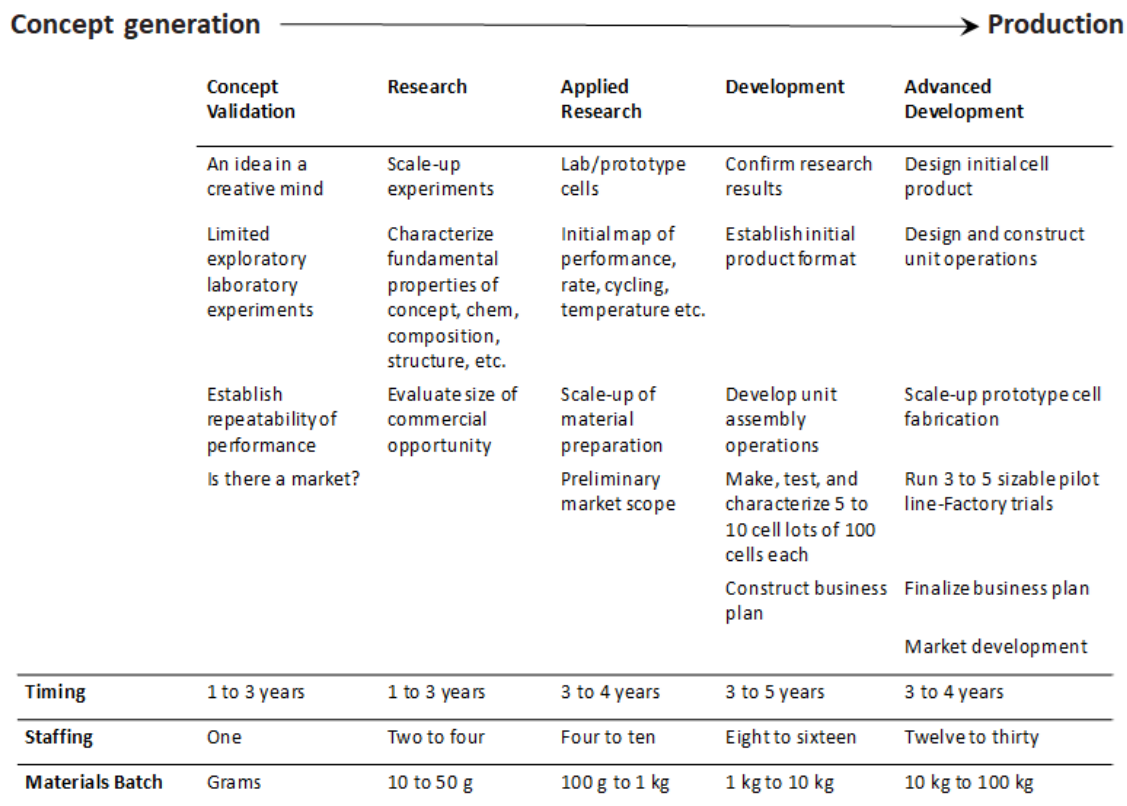 Concept generation Production
Concept Validation Research Applied Research Development Advanced Development
An idea in a creative mind Scale-up experiments Lab/prototype cells Confirm research results Design initial cell product
Limited exploratory laboratory experiments Characterize fundamental properties of concept, chem, composition, structure, etc. Initial map of performance, rate, cycling, temperature etc. Establish initial product format Design and construct unit operations
Establish repeatability of performance Evaluate size of commercial opportunity Scale-up of material preparation Develop unit assembly operations Scale-up prototype cell fabrication
Is there a market? Preliminary market scope Make, test, and characterize 5 to 10 cell lots of 100 cells each Run 3 to 5 sizable pilot line-Factory trials
Construct business plan Finalize business plan
Market development
Timing 1 to 3 years 1 to 3 years 3 to 4 years 3 to 5 years 3 to 4 years
Staffing One Two to four Four to ten Eight to sixteen Twelve to thirty
Materials Batch Grams 10 to 50 g 100 g to 1 kg 1 kg to 10 kg 10 kg to 100 kg